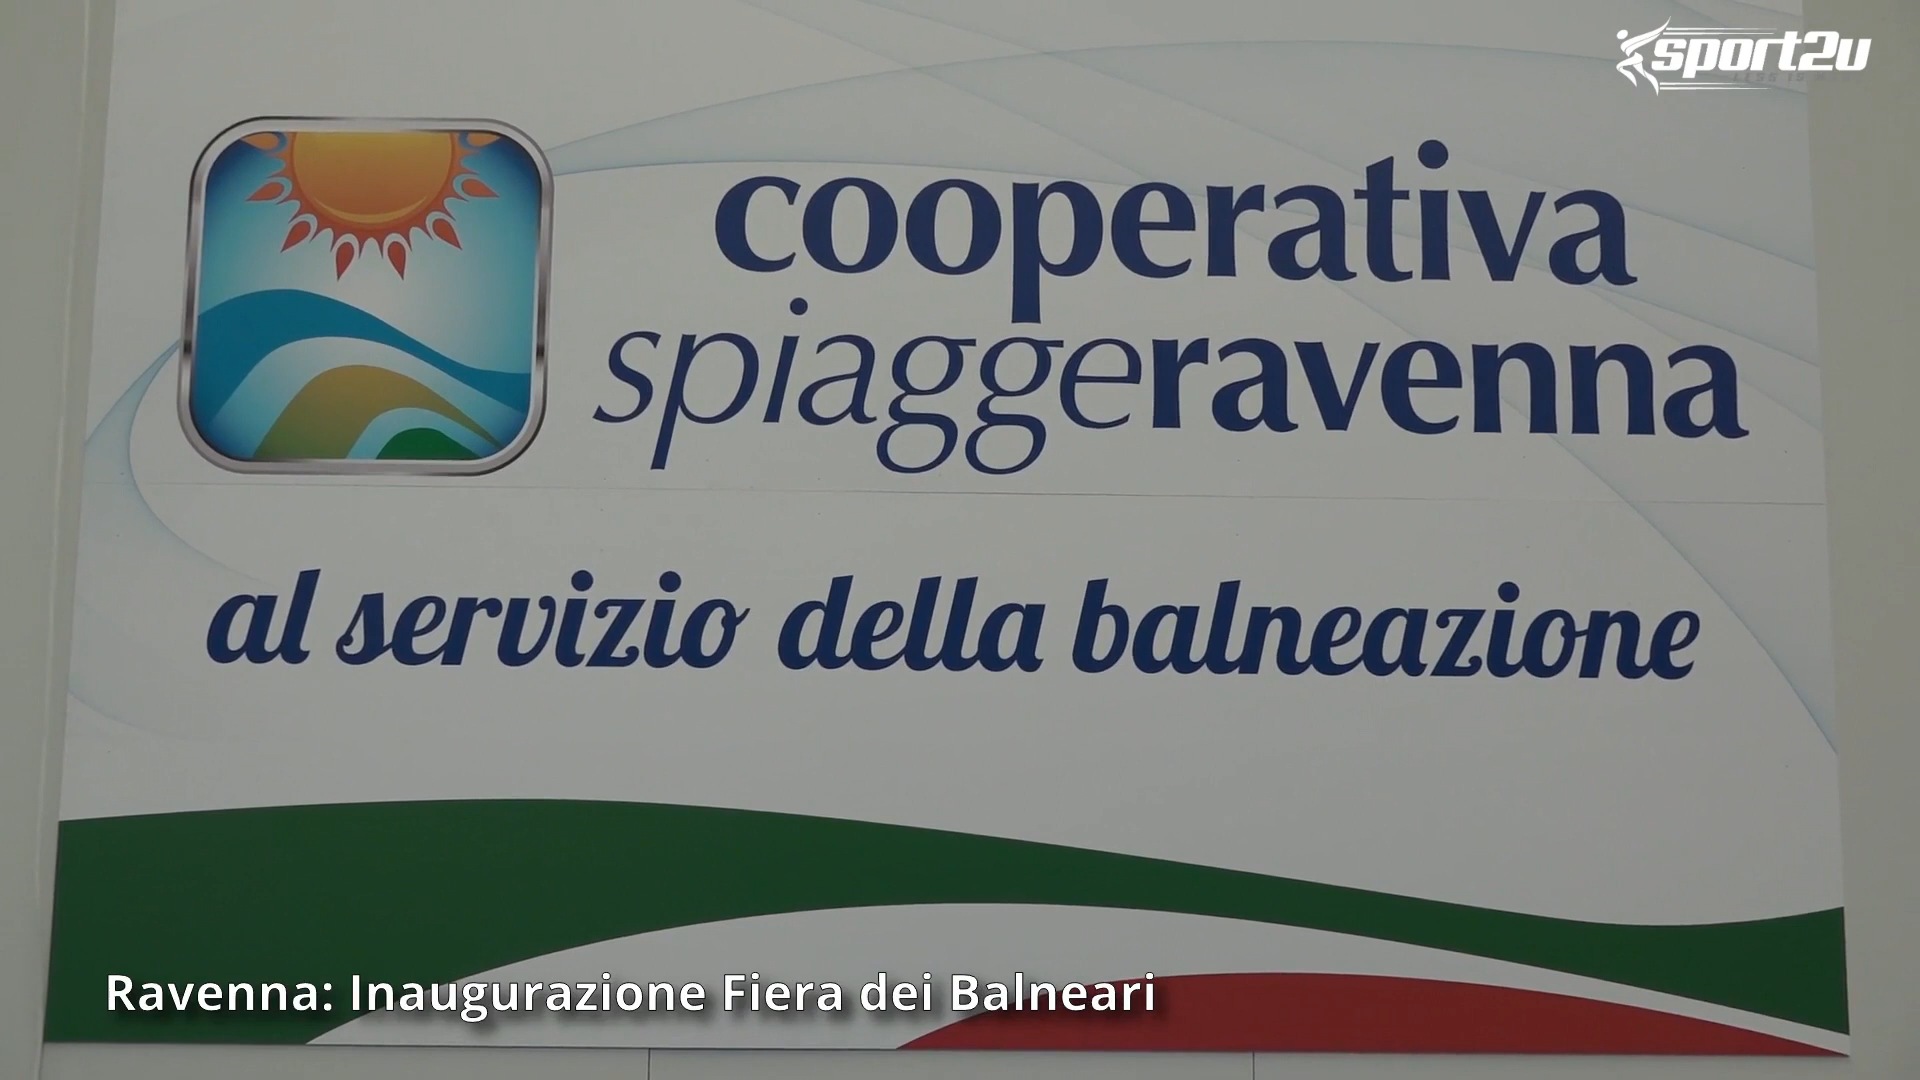 sport2u
cooperativa
spiaggeravenna
al servizio della balneazione
Ravenna: Inaugurazione Fiera dei Balneari